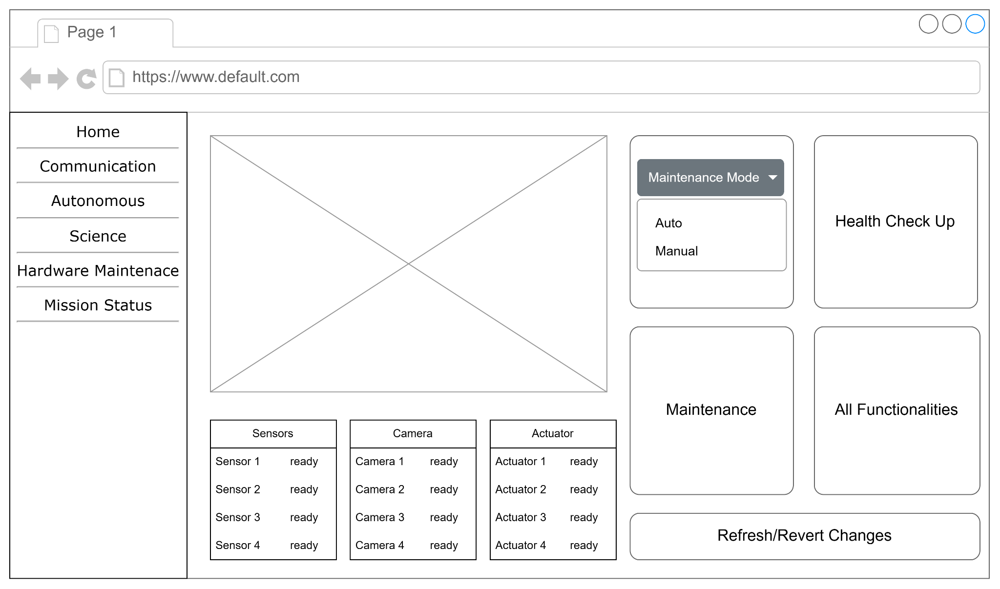 Page 1
https://www.default.com
Home
Communication
Autonomous
Science
Hardware Maintenace
Mission Status
Maintenance Mode
Auto
Manual
Health Check Up
Maintenance
All Functionalities
Refresh/Revert Changes
Sensors
Sensor 1 ready
Sensor 2 ready
Sensor 3 ready
Sensor 4 ready
Camera
Camera 1 ready
Camera 2 ready
Camera 3 ready
Camera 4 ready
Actuator
Actuator 1 ready
Actuator 2 ready
Actuator 3 ready
Actuator 4 ready